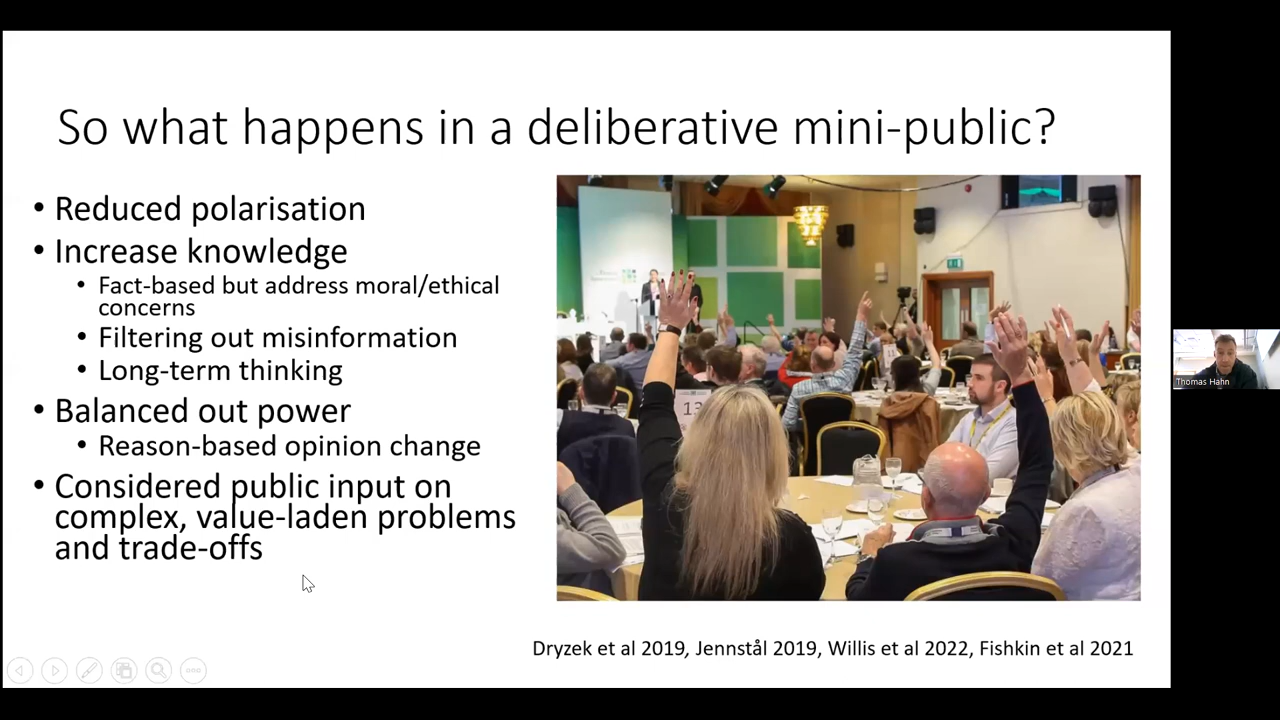 So what happens in a deliberative mini-public?
• Reduced polarisation
• Increase knowledge
• Fact-based but address moral/ethical
concerns
• Filtering out misinformation
• Long-term thinking
• Balanced out power
• Reason-based opinion change
• Considered public input on
complex, value-laden problems
and trade-offs
13
Dryzek et al 2019, Jennstål 2019, Willis et al 2022, Fishkin et al 2021
Thomas Hahn